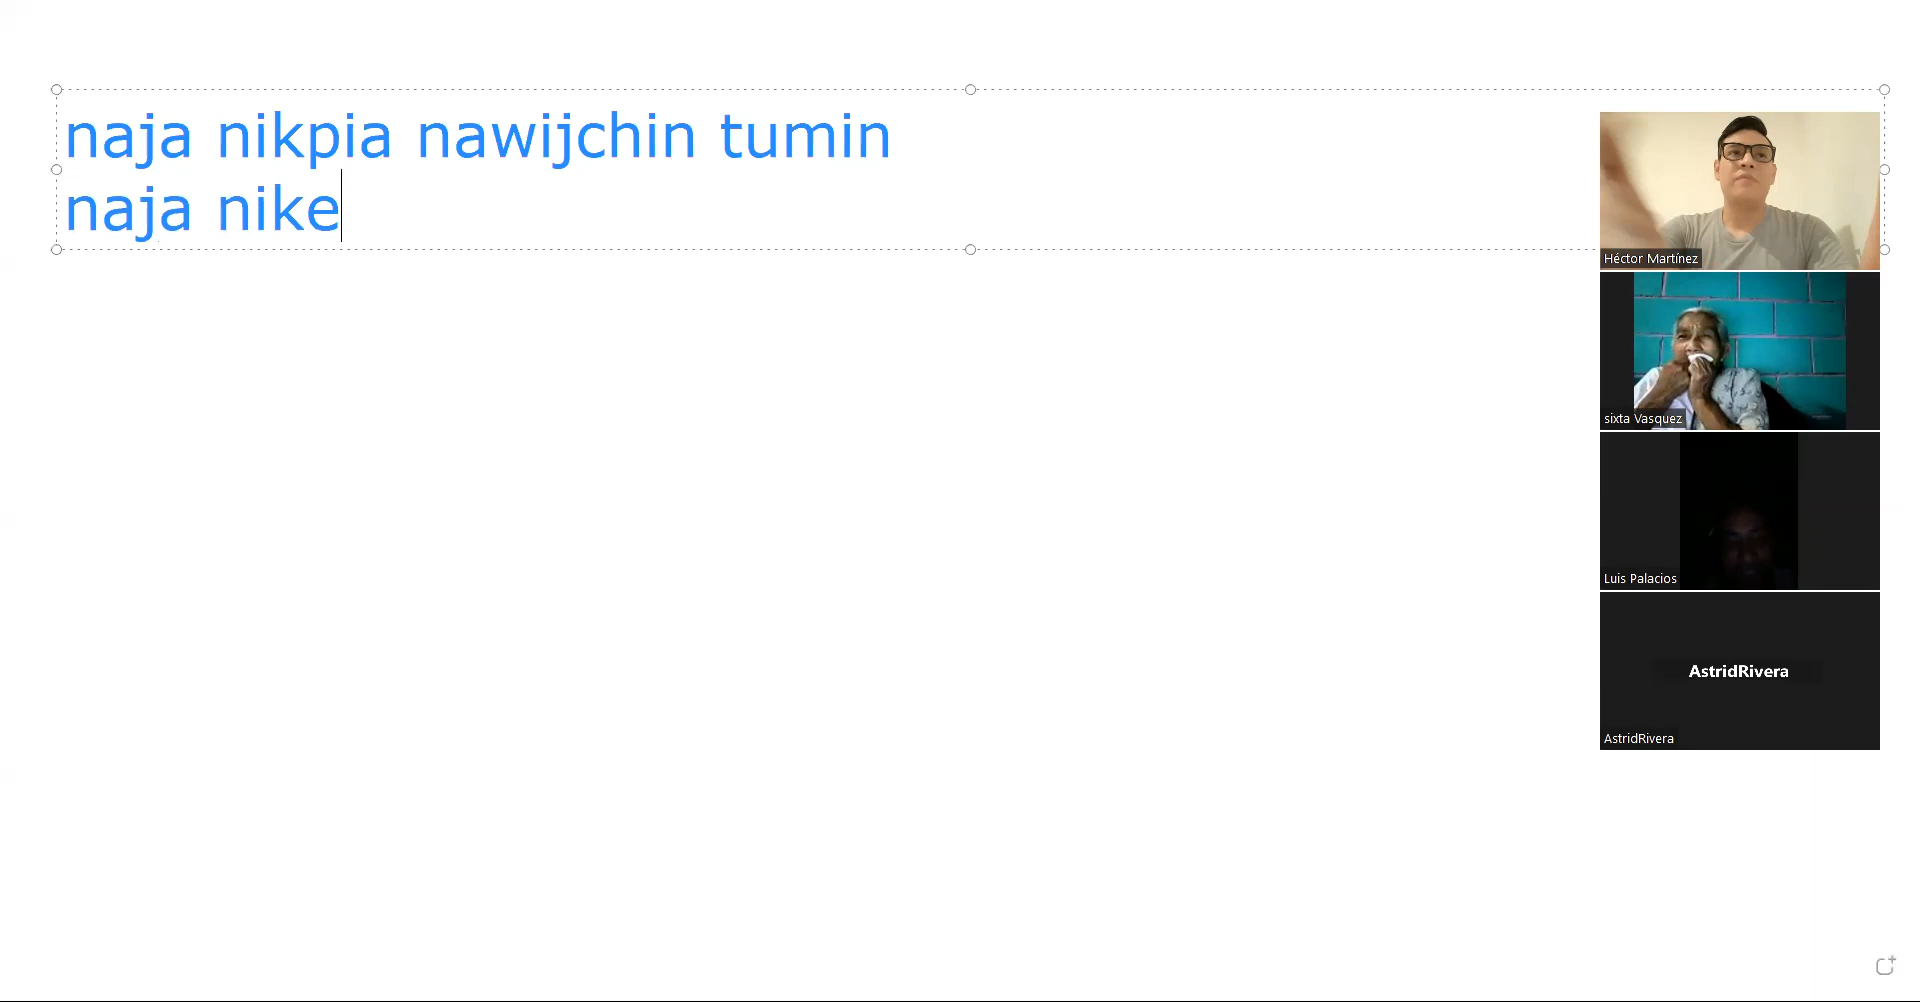 naja nikpia nawijchin tumin
naja nike
Héctor Martínez
sixta Vasquez
Luis Palacios
AstridRivera
AstridRivera